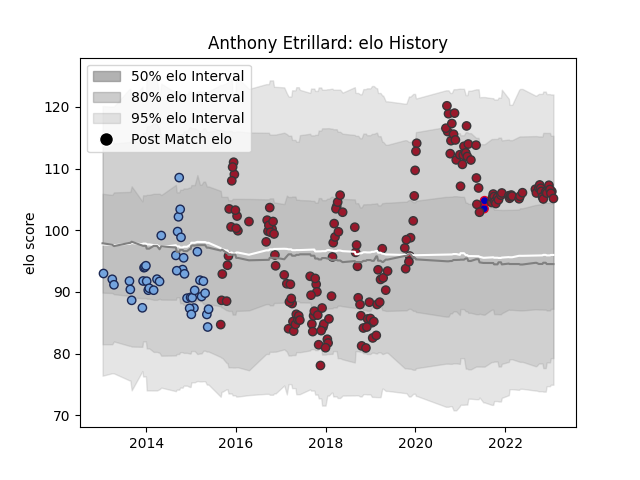 Anthony Etrillard: elo History
50% elo Interval
80% elo Interval
95% elo Interval
Post Match elo
elo score
120
110
100
90
80
70
2014 2016 2018 2020 2022